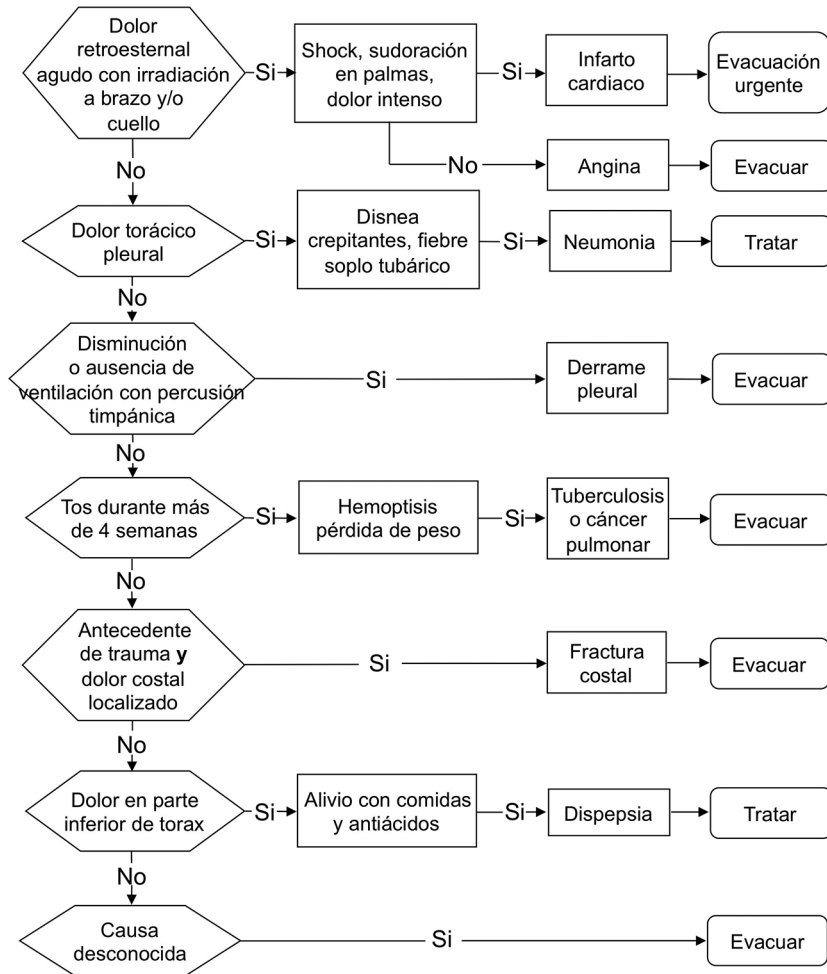 Dolor
retroesternal
agudo con irradiación
a brazo y/o
cuello
Si
Shock, sudoración
en palmas,
dolor intenso
Si
Infarto
cardiaco
Evacuación
urgente
No
No
Angina
Evacuar
Dolor torácico
pleural
Si
Disnea
crepitantes, fiebre
soplo tubárico
Si
Neumonia
Tratar
No
Disminución
o ausencia de
ventilación con percusión
timpánica
Si
Derrame
pleural
Evacuar
No
Tos durante más
de 4 semanas
Si
Hemoptisis
pérdida de peso
Si
Tuberculosis
o cáncer
pulmonar
Evacuar
No
Antecedente
de trauma y
dolor costal
localizado
Si
Fractura
costal
Evacuar
No
Dolor en parte
inferior de torax
Si
Alivio con comidas
y antiácidos
Si
Dispepsia
Tratar
No
Causa
desconocida
Si
Evacuar